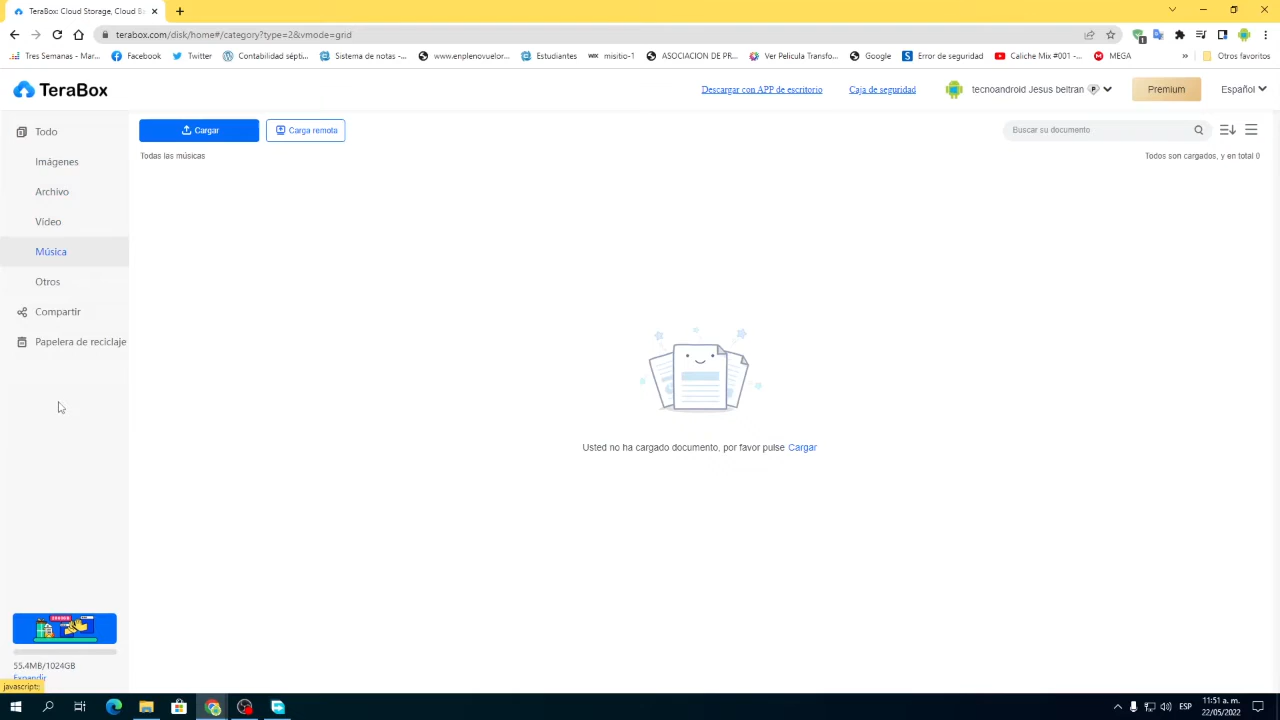 TeraBox: Cloud Storage, Cloud B
terabox.com/disk/home#/category?type=2&vmode=grid
Tres Semanas - Mar...
Facebook
Twitter
Contabilidad sépti...
Sistema de notas -...
www.enplenovuelor...
Estudiantes
WIX misitio-1
ASOCIACION DE PR...
Ver Pelicula Transfo...
Google
Error de seguridad
Caliche Mix #001 -...
MEGA
»
Otros favoritos
TeraBox
Descargar con APP de escritorio
Caja de seguridad
tecnoandroid Jesus beltran
Premium
Español
Todo
Imágenes
Archivo
Vídeo
Música
Otros
Compartir
Papelera de reciclaje
Cargar
Carga remota
Buscar su documento
Todas las músicas
Todos son cargados, y en total 0
Usted no ha cargado documento, por favor pulse Cargar
55.4MB/1024GB
Expandir
javascript:;
ESP
11:51 a. m.
22/05/2022